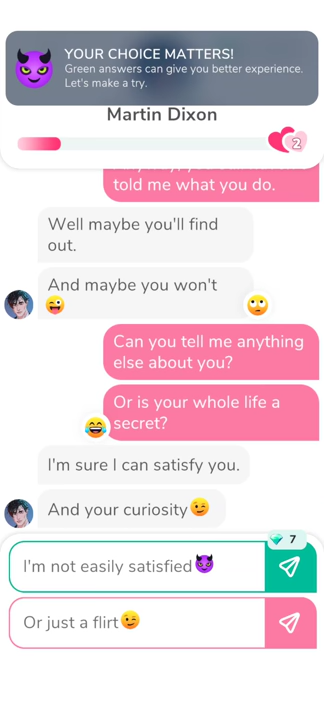 YOUR CHOICE MATTERS!
Green answers can give you better experience.
Let's make a try.
Martin Dixon
2
told me what you do.
Well maybe you'll find
out.
And maybe you won't
😜
🙄
Can you tell me anything
else about you?
Or is your whole life a
secret?
😂
I'm sure I can satisfy you.
And your curiosity😉
7
I'm not easily satisfied😈
Or just a flirt😉